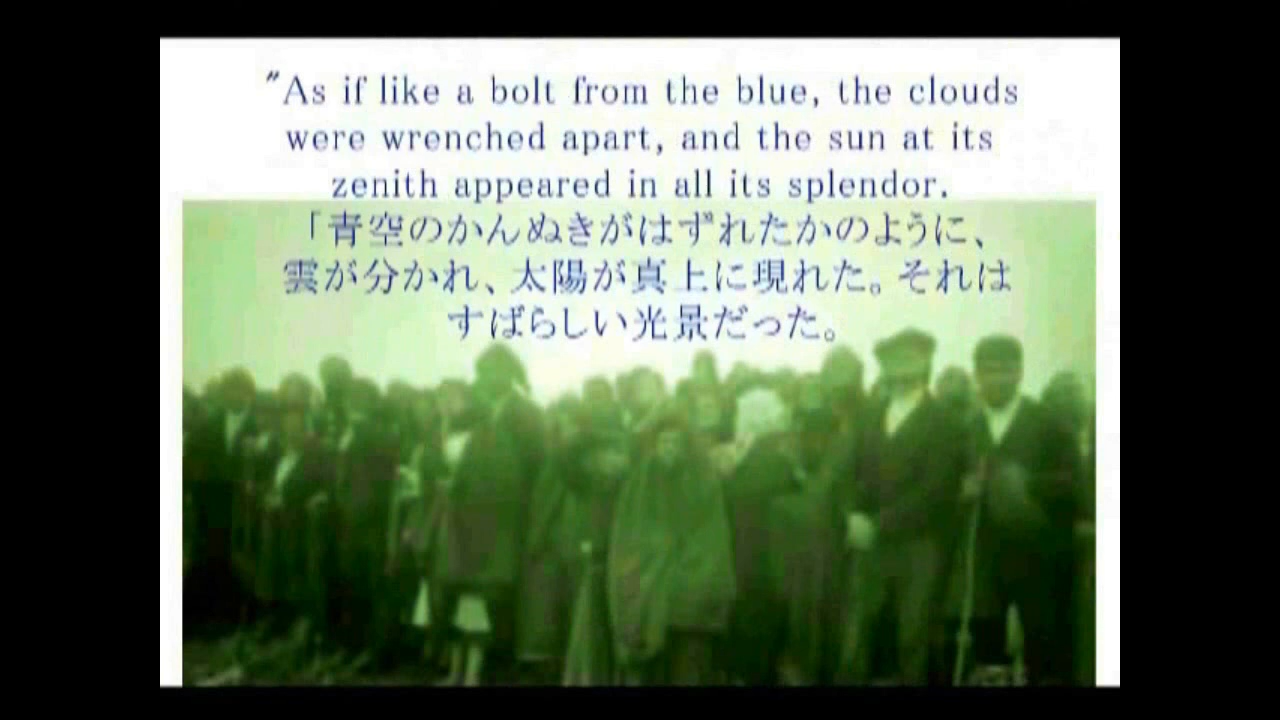 "As if like a bolt from the blue, the clouds
were wrenched apart, and the sun at its
zenith appeared in all its splendor.
「青空のかんぬきがはずれたかのように、
雲が分かれ、太陽が真上に現れた。それは
すばらしい光景だった。